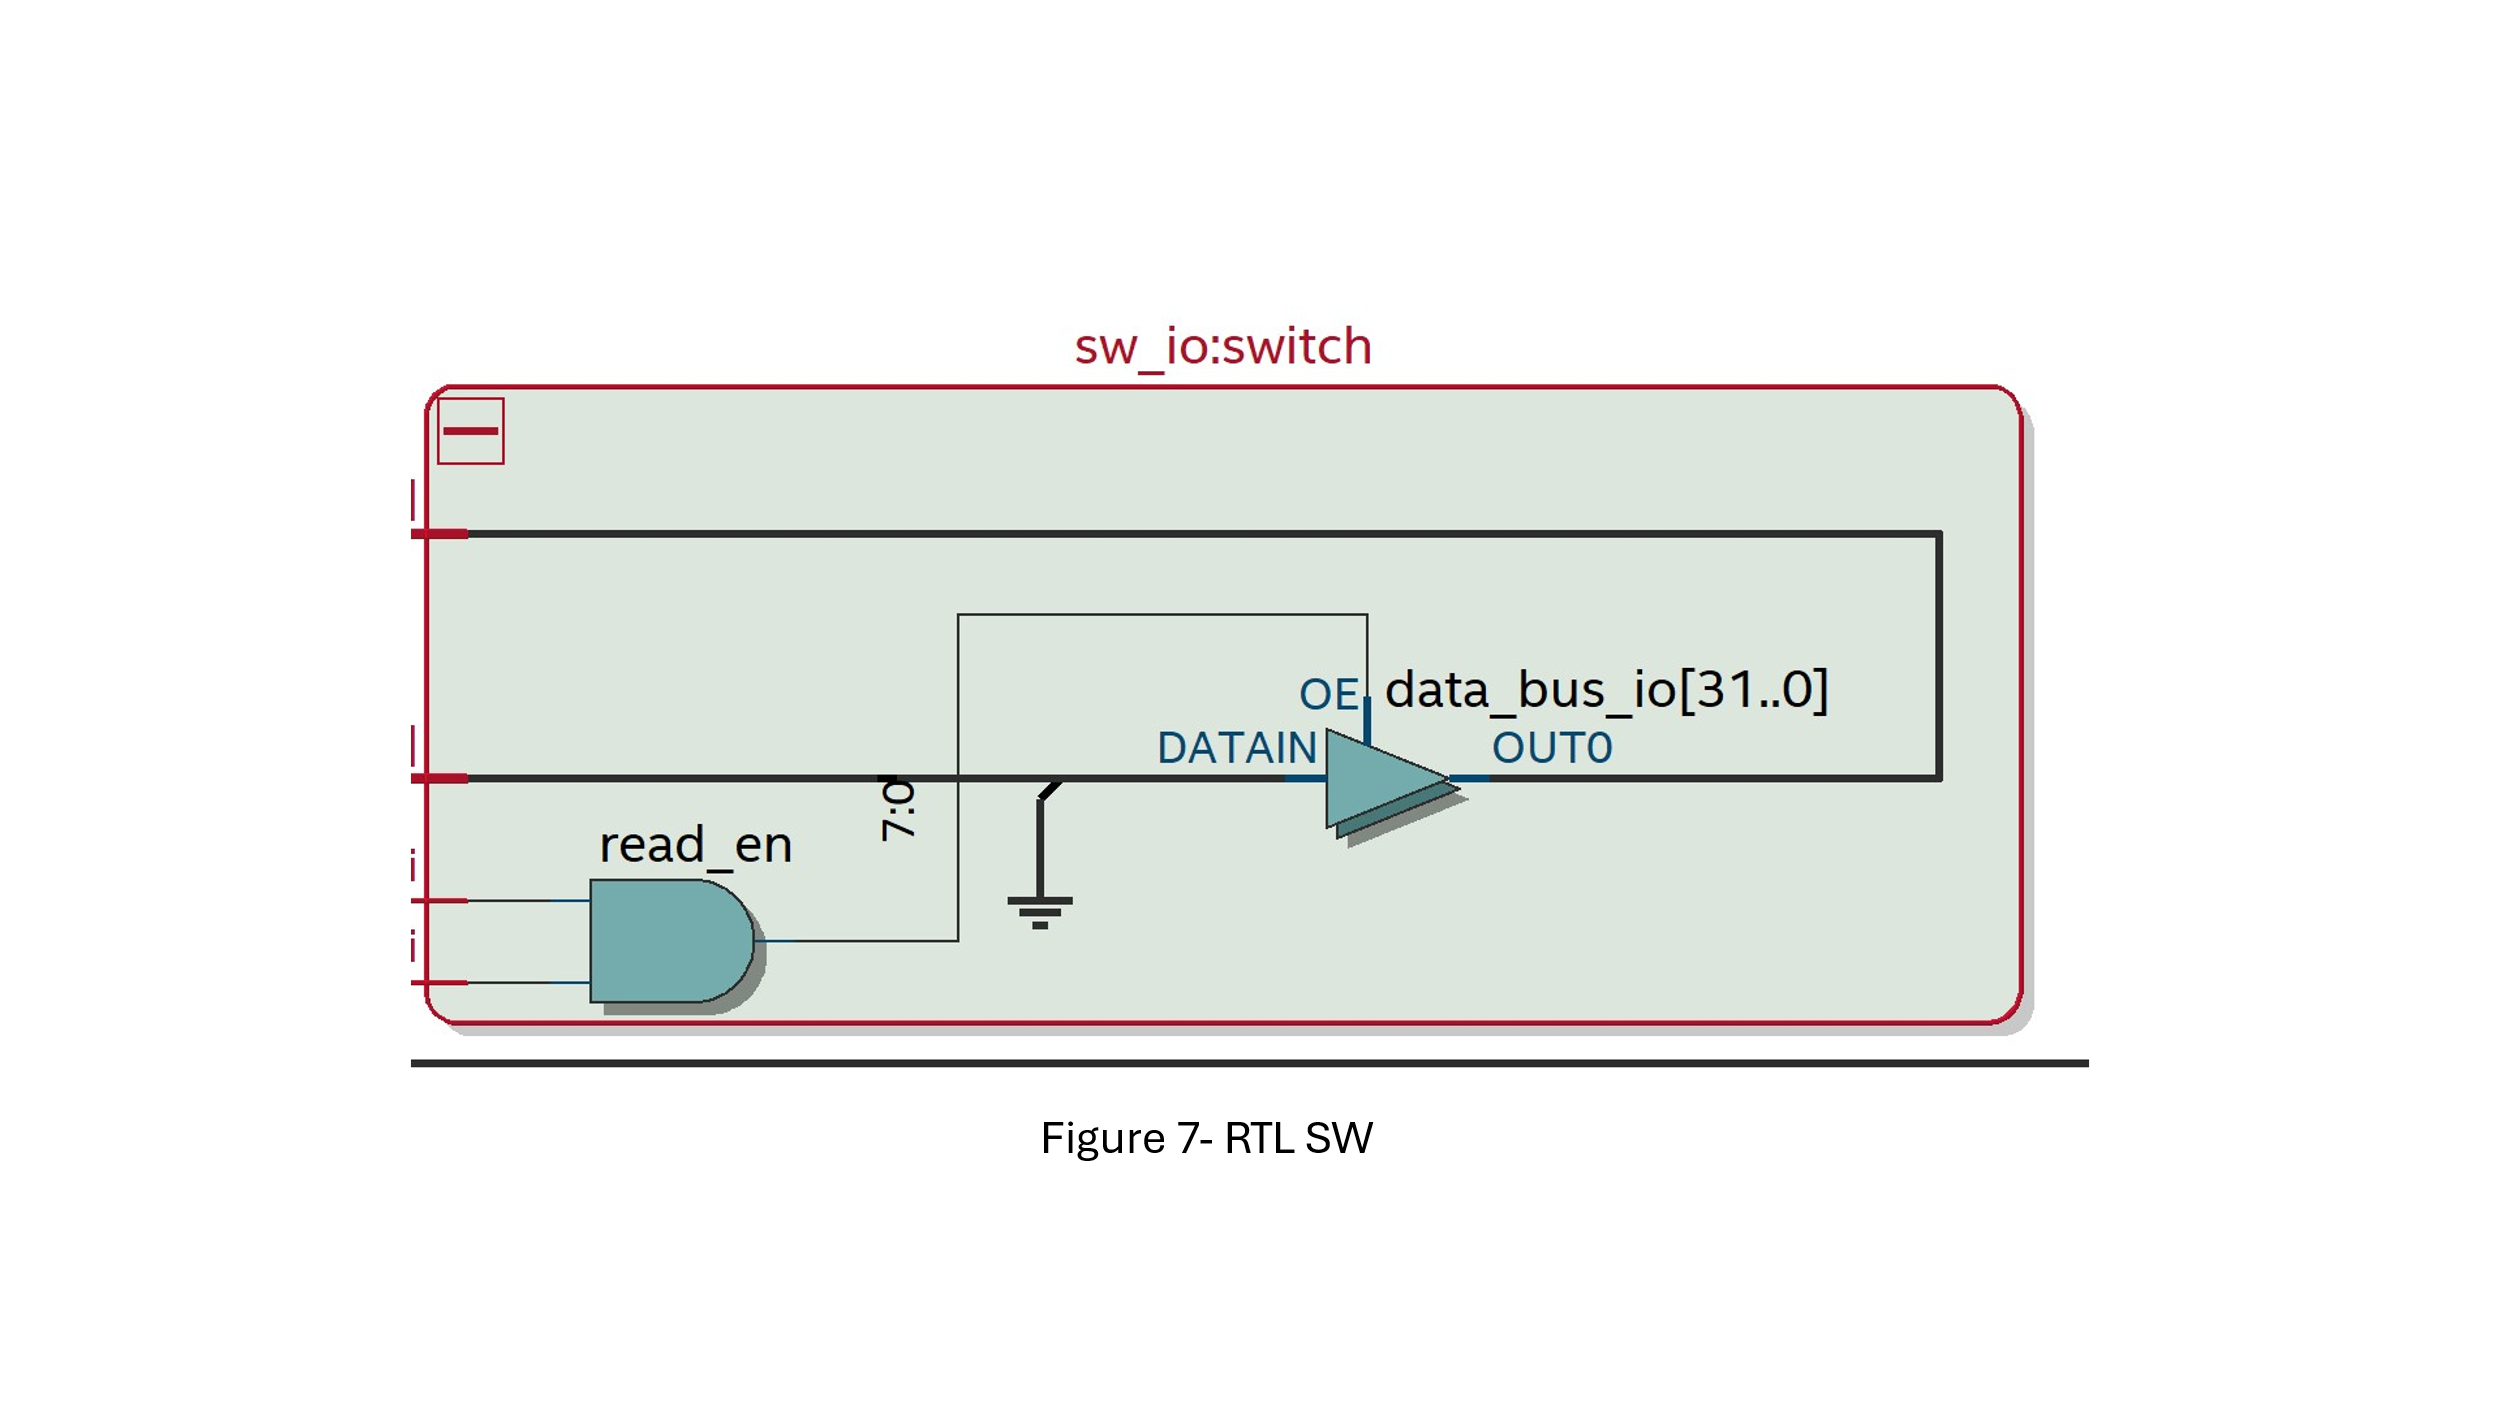 sw_io:switch
OE
data_bus_io[31..0]
DATAIN
OUT0
7:0
read_en
Figure 7- RTL SW